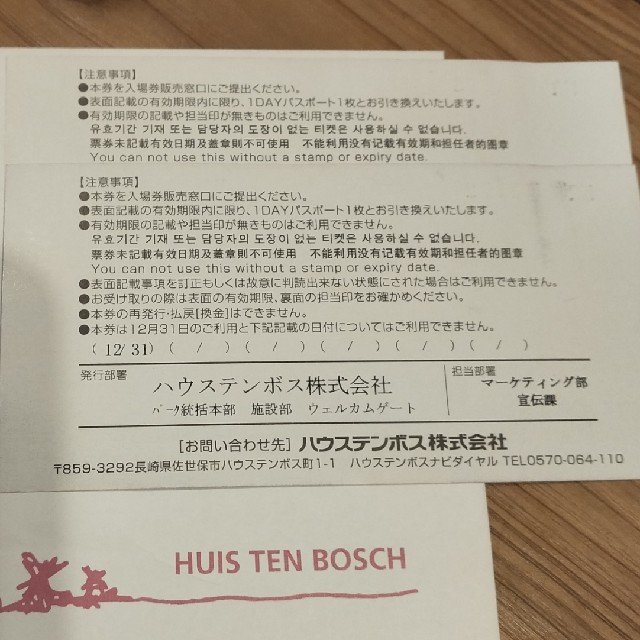 【注意事項】
●本券を入場券販売窓口にご提出ください。
●表面記載の有効期限内に限り、1DAYパスポート1枚とお引き換えいたします。
●有効期限の記載や担当印が無きものはご利用できません。
유효기간 기재 또는 담당자의 도장이 없는 티켓은 사용하실 수 없습니다.
票券未记载有效日期及盖章则不可使用　不能利用没有记载有效期和担任者的图章
You can not use this without a stamp or expiry date.
【注意事項】
●本券を入場券販売窓口にご提出ください。
●表面記載の有効期限内に限り、1DAYパスポート1枚とお引き換えいたします。
●有効期限の記載や担当印が無きものはご利用できません。
유효기간 기재 또는 담당자의 도장이 없는 티켓은 사용하실 수 없습니다.
票券未记载有效日期及盖章则不可使用　不能利用没有记载有效期和担任者的图章
You can not use this without a stamp or expiry date.
●表面記載事項を訂正もしくは故意に判読出来ない状態にされた場合はご利用できません。
●お受け取りの際は表面の有効期限、裏面の担当印をお確かめください。
●本券の再発行・払戻[換金]はできません。
●本券は12月31日のご利用と下記記載の日付についてはご利用できません。
(12/31) ( / ) ( / ) ( / ) ( / ) ( / )
発行部署　ハウステンボス株式会社　担当部署　マーケティング部
パーク統括本部　施設部　ウェルカムゲート　宣伝課
[お問い合わせ先] ハウステンボス株式会社
〒859-3292長崎県佐世保市ハウステンボス町1-1　ハウステンボスナビダイヤル TEL0570-064-110
HUIS TEN BOSCH